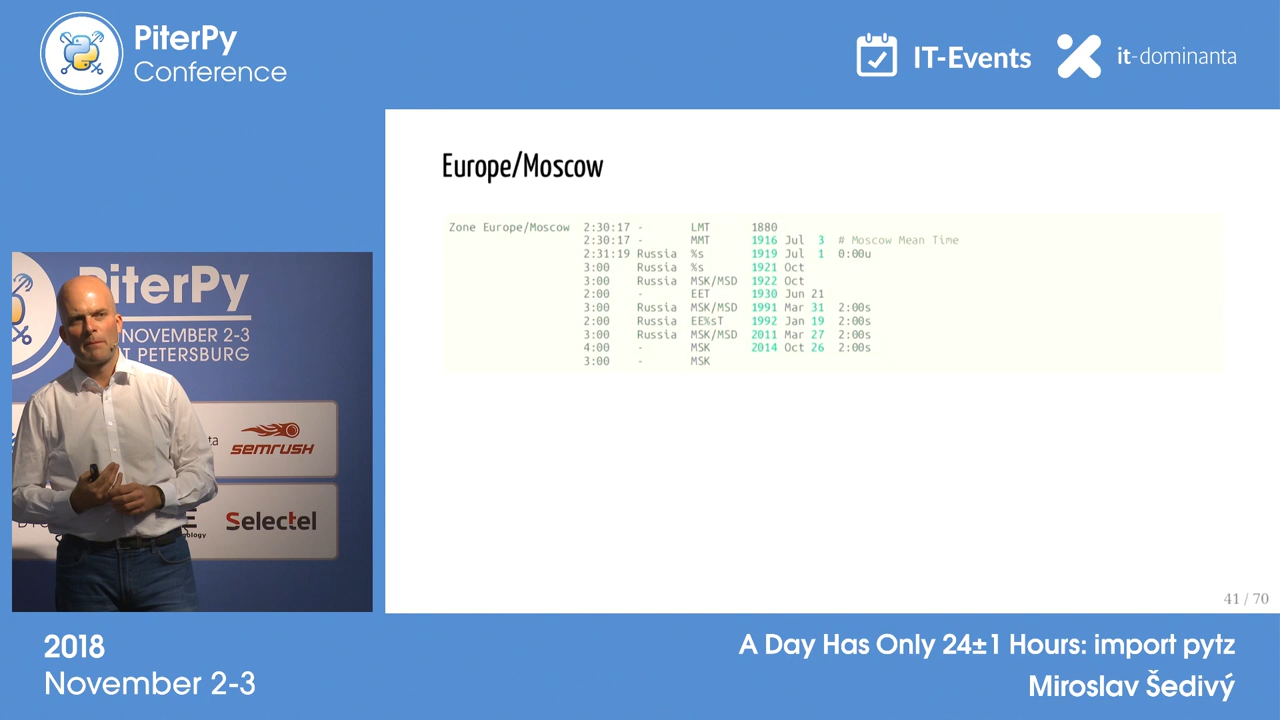 PiterPy
Conference
IT-Events
it-dominanta
Europe/Moscow
Zone Europe/Moscow 2:30:17 - LMT 1880
2:30:17 - MMT 1916 Jul 3 # Moscow Mean Time
2:31:19 Russia %s 1919 Jul 1 0:00u
3:00 Russia %s 1921 Oct
3:00 Russia MSK/MSD 1922 Oct
2:00 - EET 1930 Jun 21
3:00 Russia MSK/MSD 1991 Mar 31 2:00s
2:00 Russia EE%sT 1992 Jan 19 2:00s
3:00 Russia MSK/MSD 2011 Mar 27 2:00s
4:00 - MSK 2014 Oct 26 2:00s
3:00 - MSK
41 / 70
PiterPy
NOVEMBER 2-3
T PETERSBURG
semrush
Selectel
2018
November 2-3
A Day Has Only 24±1 Hours: import pytz
Miroslav Šedivý